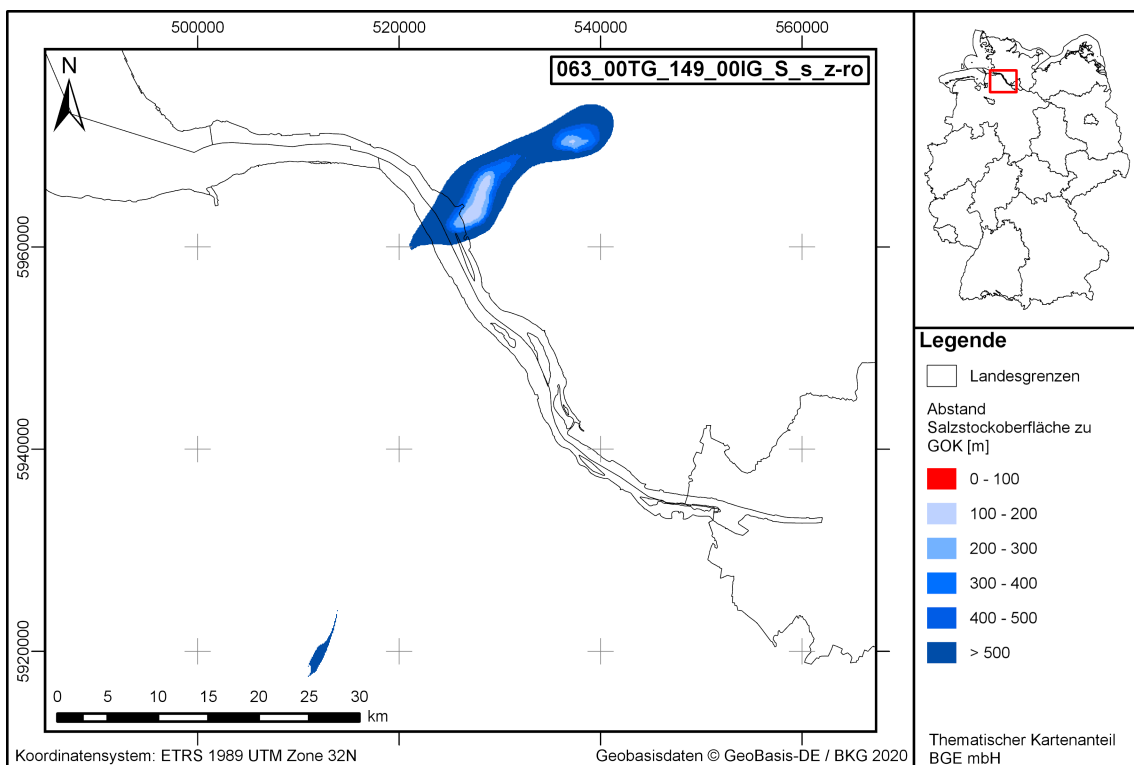 500000 520000 540000 560000
063_00TG_149_00IG_S_s_z-ro
N
5960000
5940000
5920000
0 5 10 15 20 25 30
km
Koordinatensystem: ETRS 1989 UTM Zone 32N
Geobasisdaten © GeoBasis-DE / BKG 2020
Legende
Landesgrenzen
Abstand
Salzstockoberfläche zu
GOK [m]
0 - 100
100 - 200
200 - 300
300 - 400
400 - 500
> 500
Thematischer Kartenanteil
BGE mbH